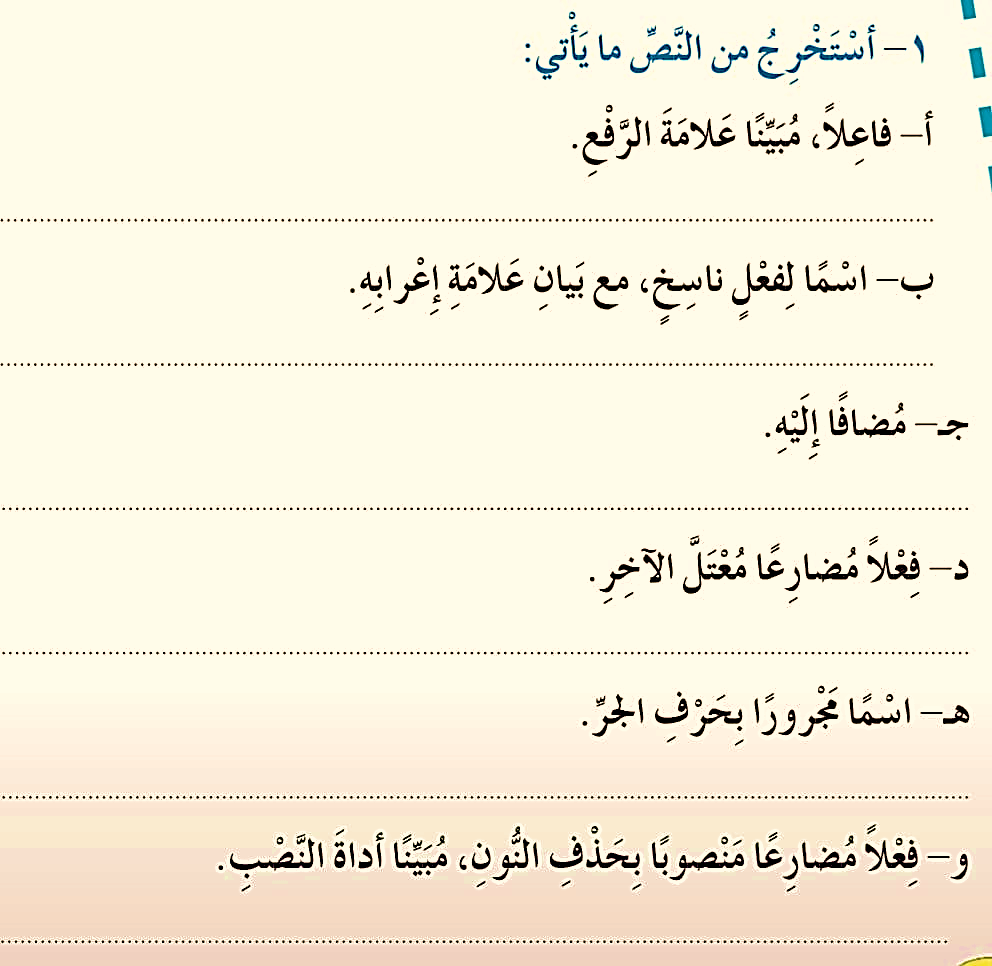 ١– أسْتَخْرِجُ من النَّصِّ ما يَأْتي:
أ– فاعِلاً، مُبَيِّنًا عَلامَةَ الرَّفْعِ.
ب– اسْمًا لِفعْلٍ ناسِخٍ، مع بَيانِ عَلامَةِ إِعْرابِهِ.
جـ– مُضافًا إِلَيْهِ.
د– فِعْلاً مُضارِعًا مُعْتَلَّ الآخِرِ.
هـ– اسْمًا مَجْرورًا بِحَرْفِ الجرِّ.
و– فِعْلاً مُضارِعًا مَنْصوبًا بِحَذْفِ النُّونِ، مُبَيِّنًا أداةَ النَّصْبِ.